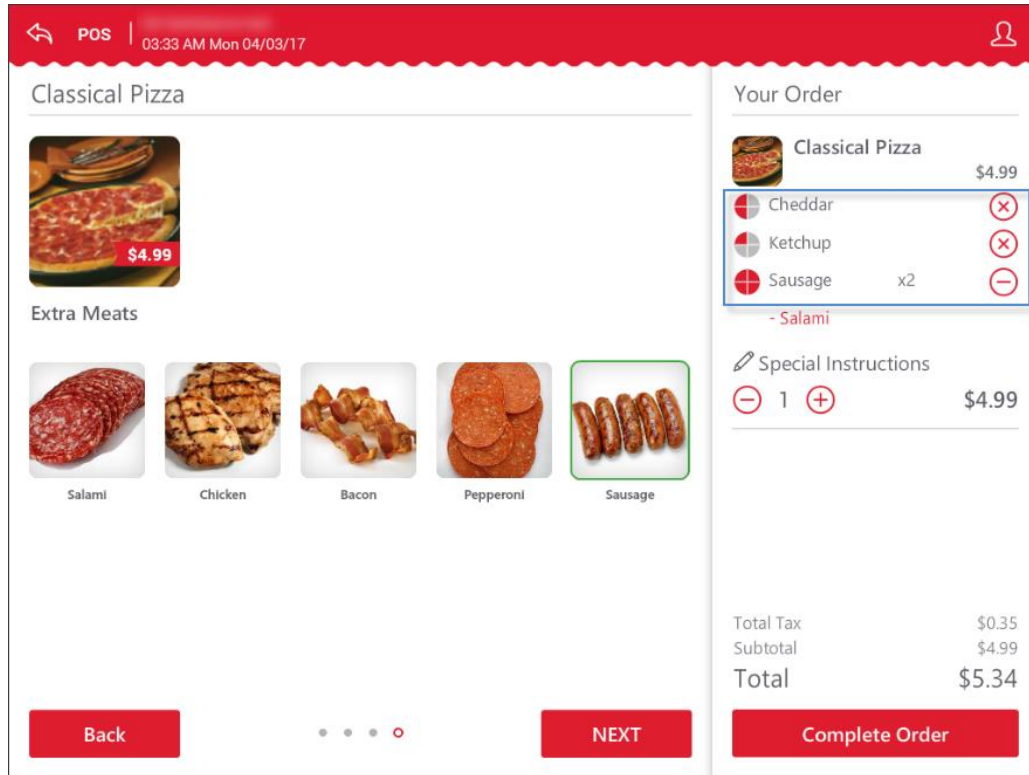 POS
03:33 AM Mon 04/03/17
Classical Pizza
$4.99
Extra Meats
Salami
Chicken
Bacon
Pepperoni
Sausage
Back
NEXT
Your Order
Classical Pizza
$4.99
Cheddar
Ketchup
Sausage x2
- Salami
Special Instructions
1 $4.99
Total Tax $0.35
Subtotal $4.99
Total $5.34
Complete Order